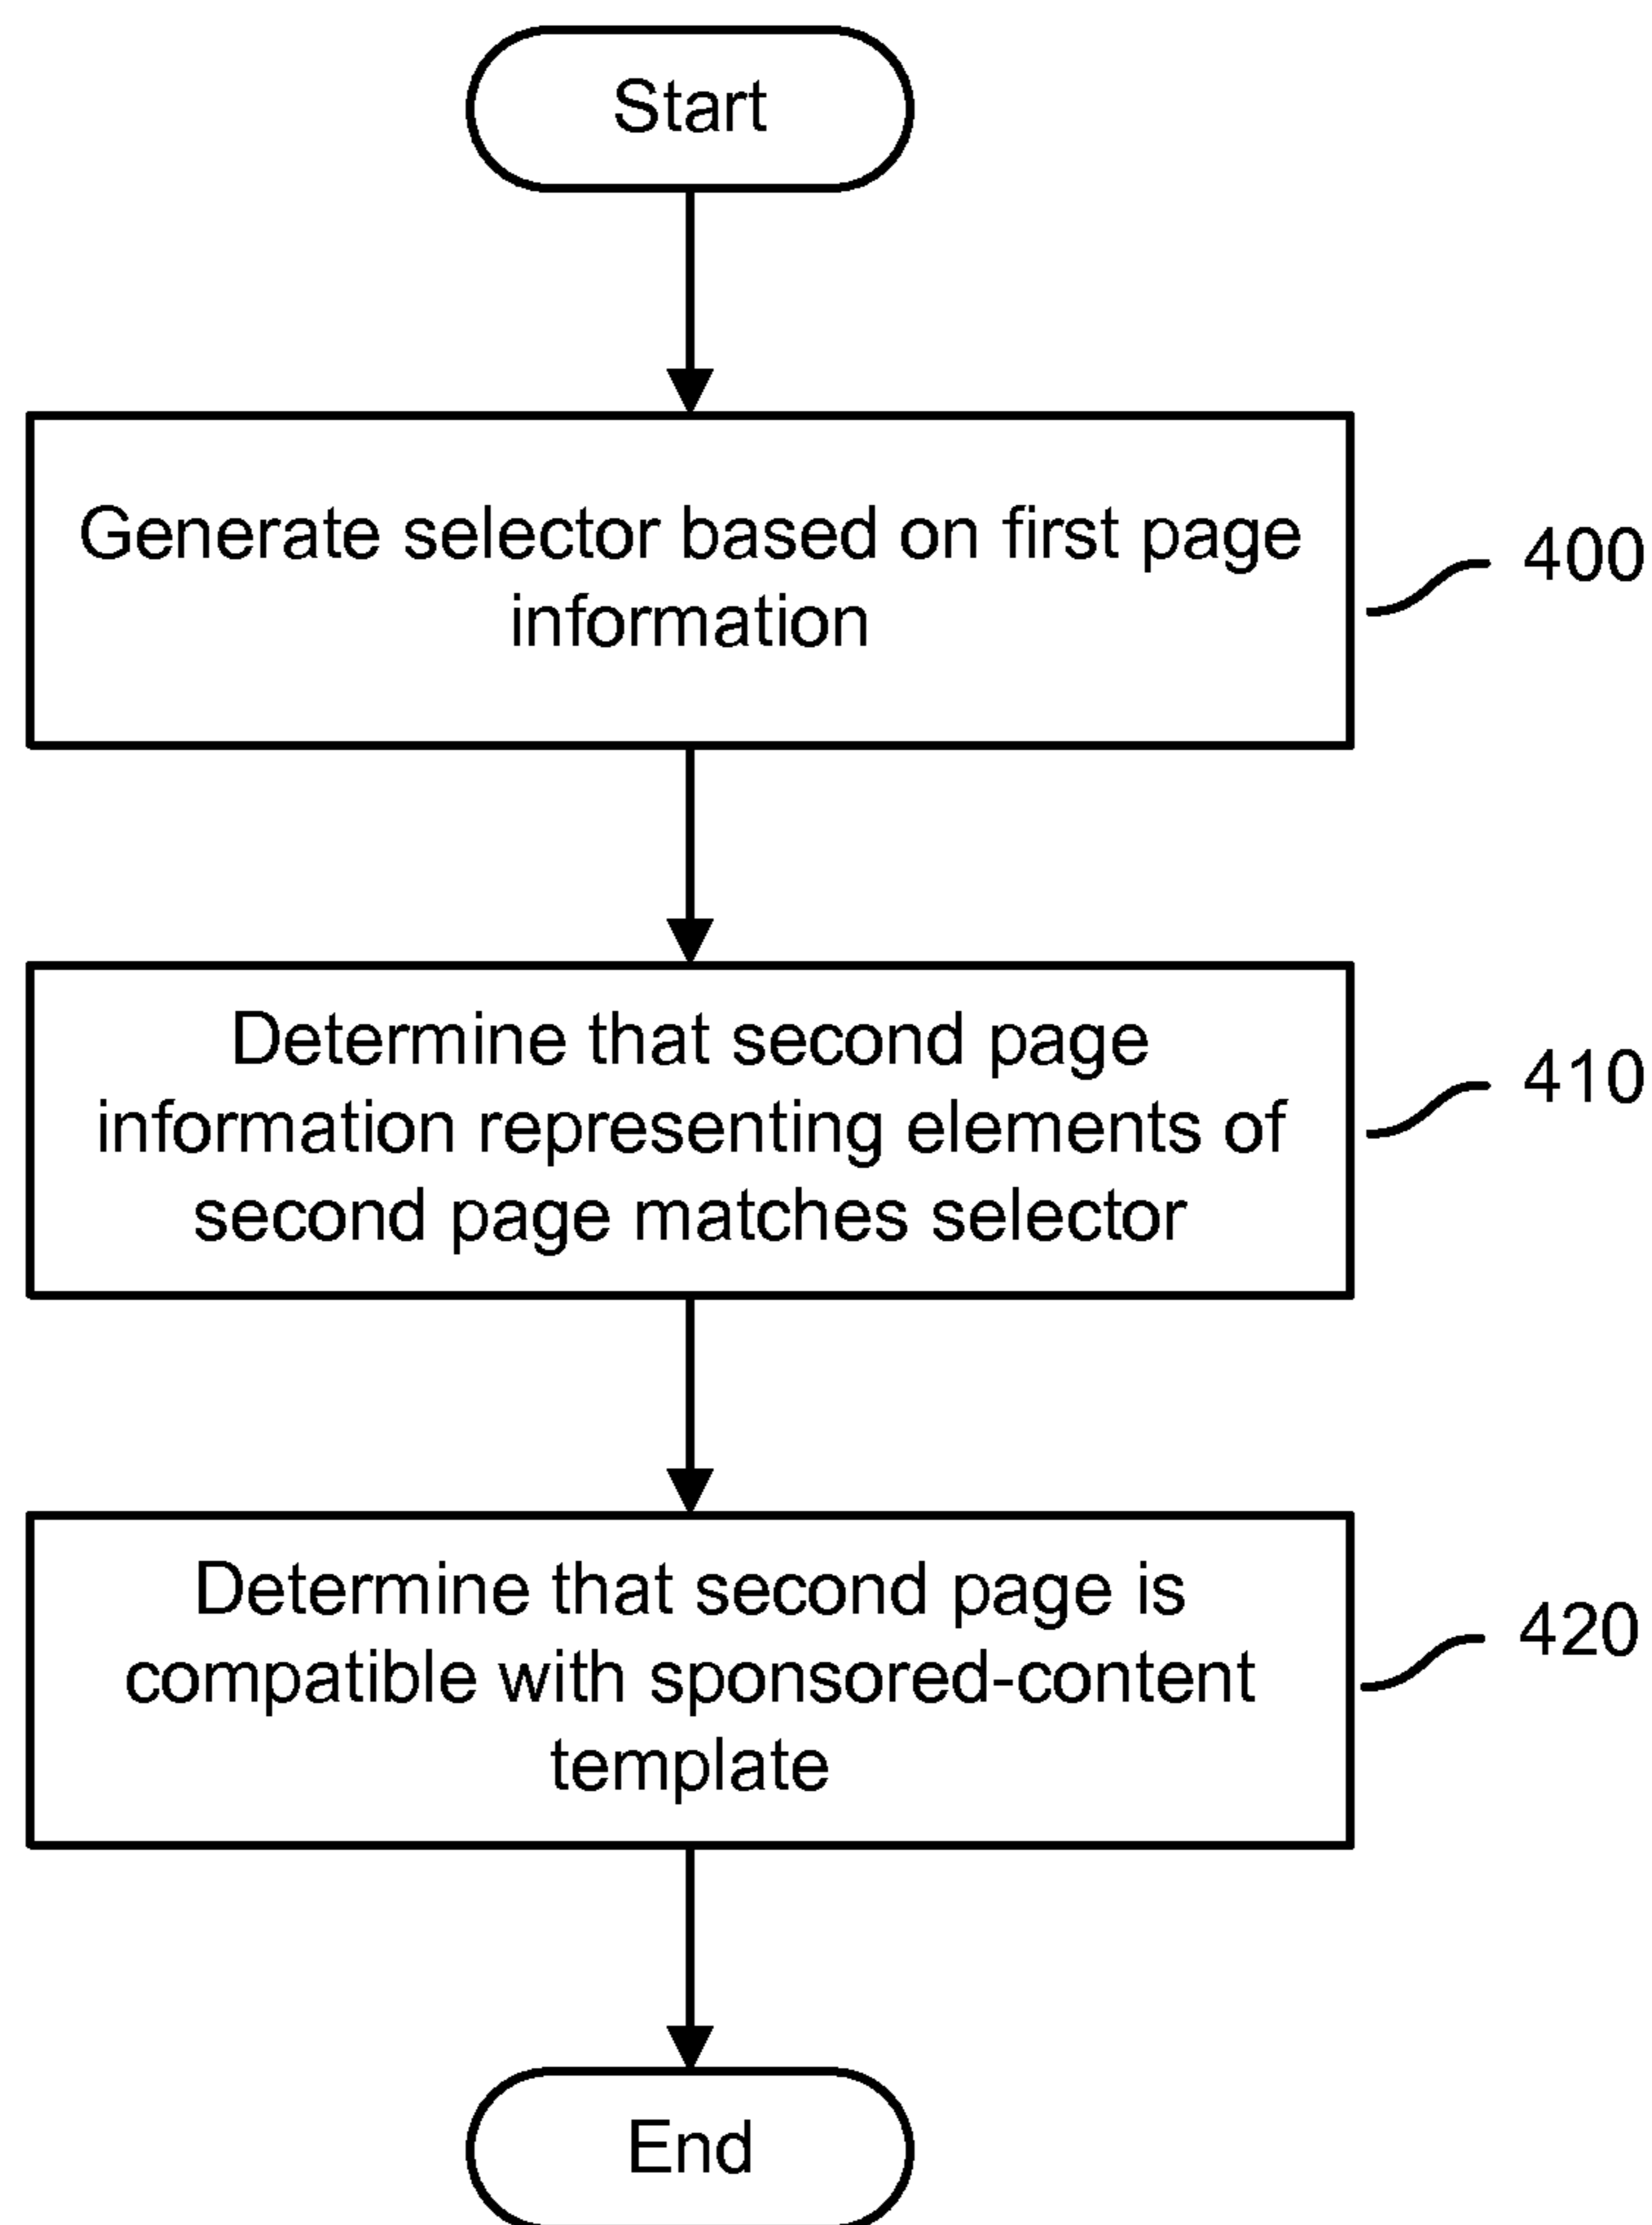 Start
Generate selector based on first page
information
400
Determine that second page
information representing elements of
second page matches selector
410
Determine that second page is
compatible with sponsored-content
template
420
End